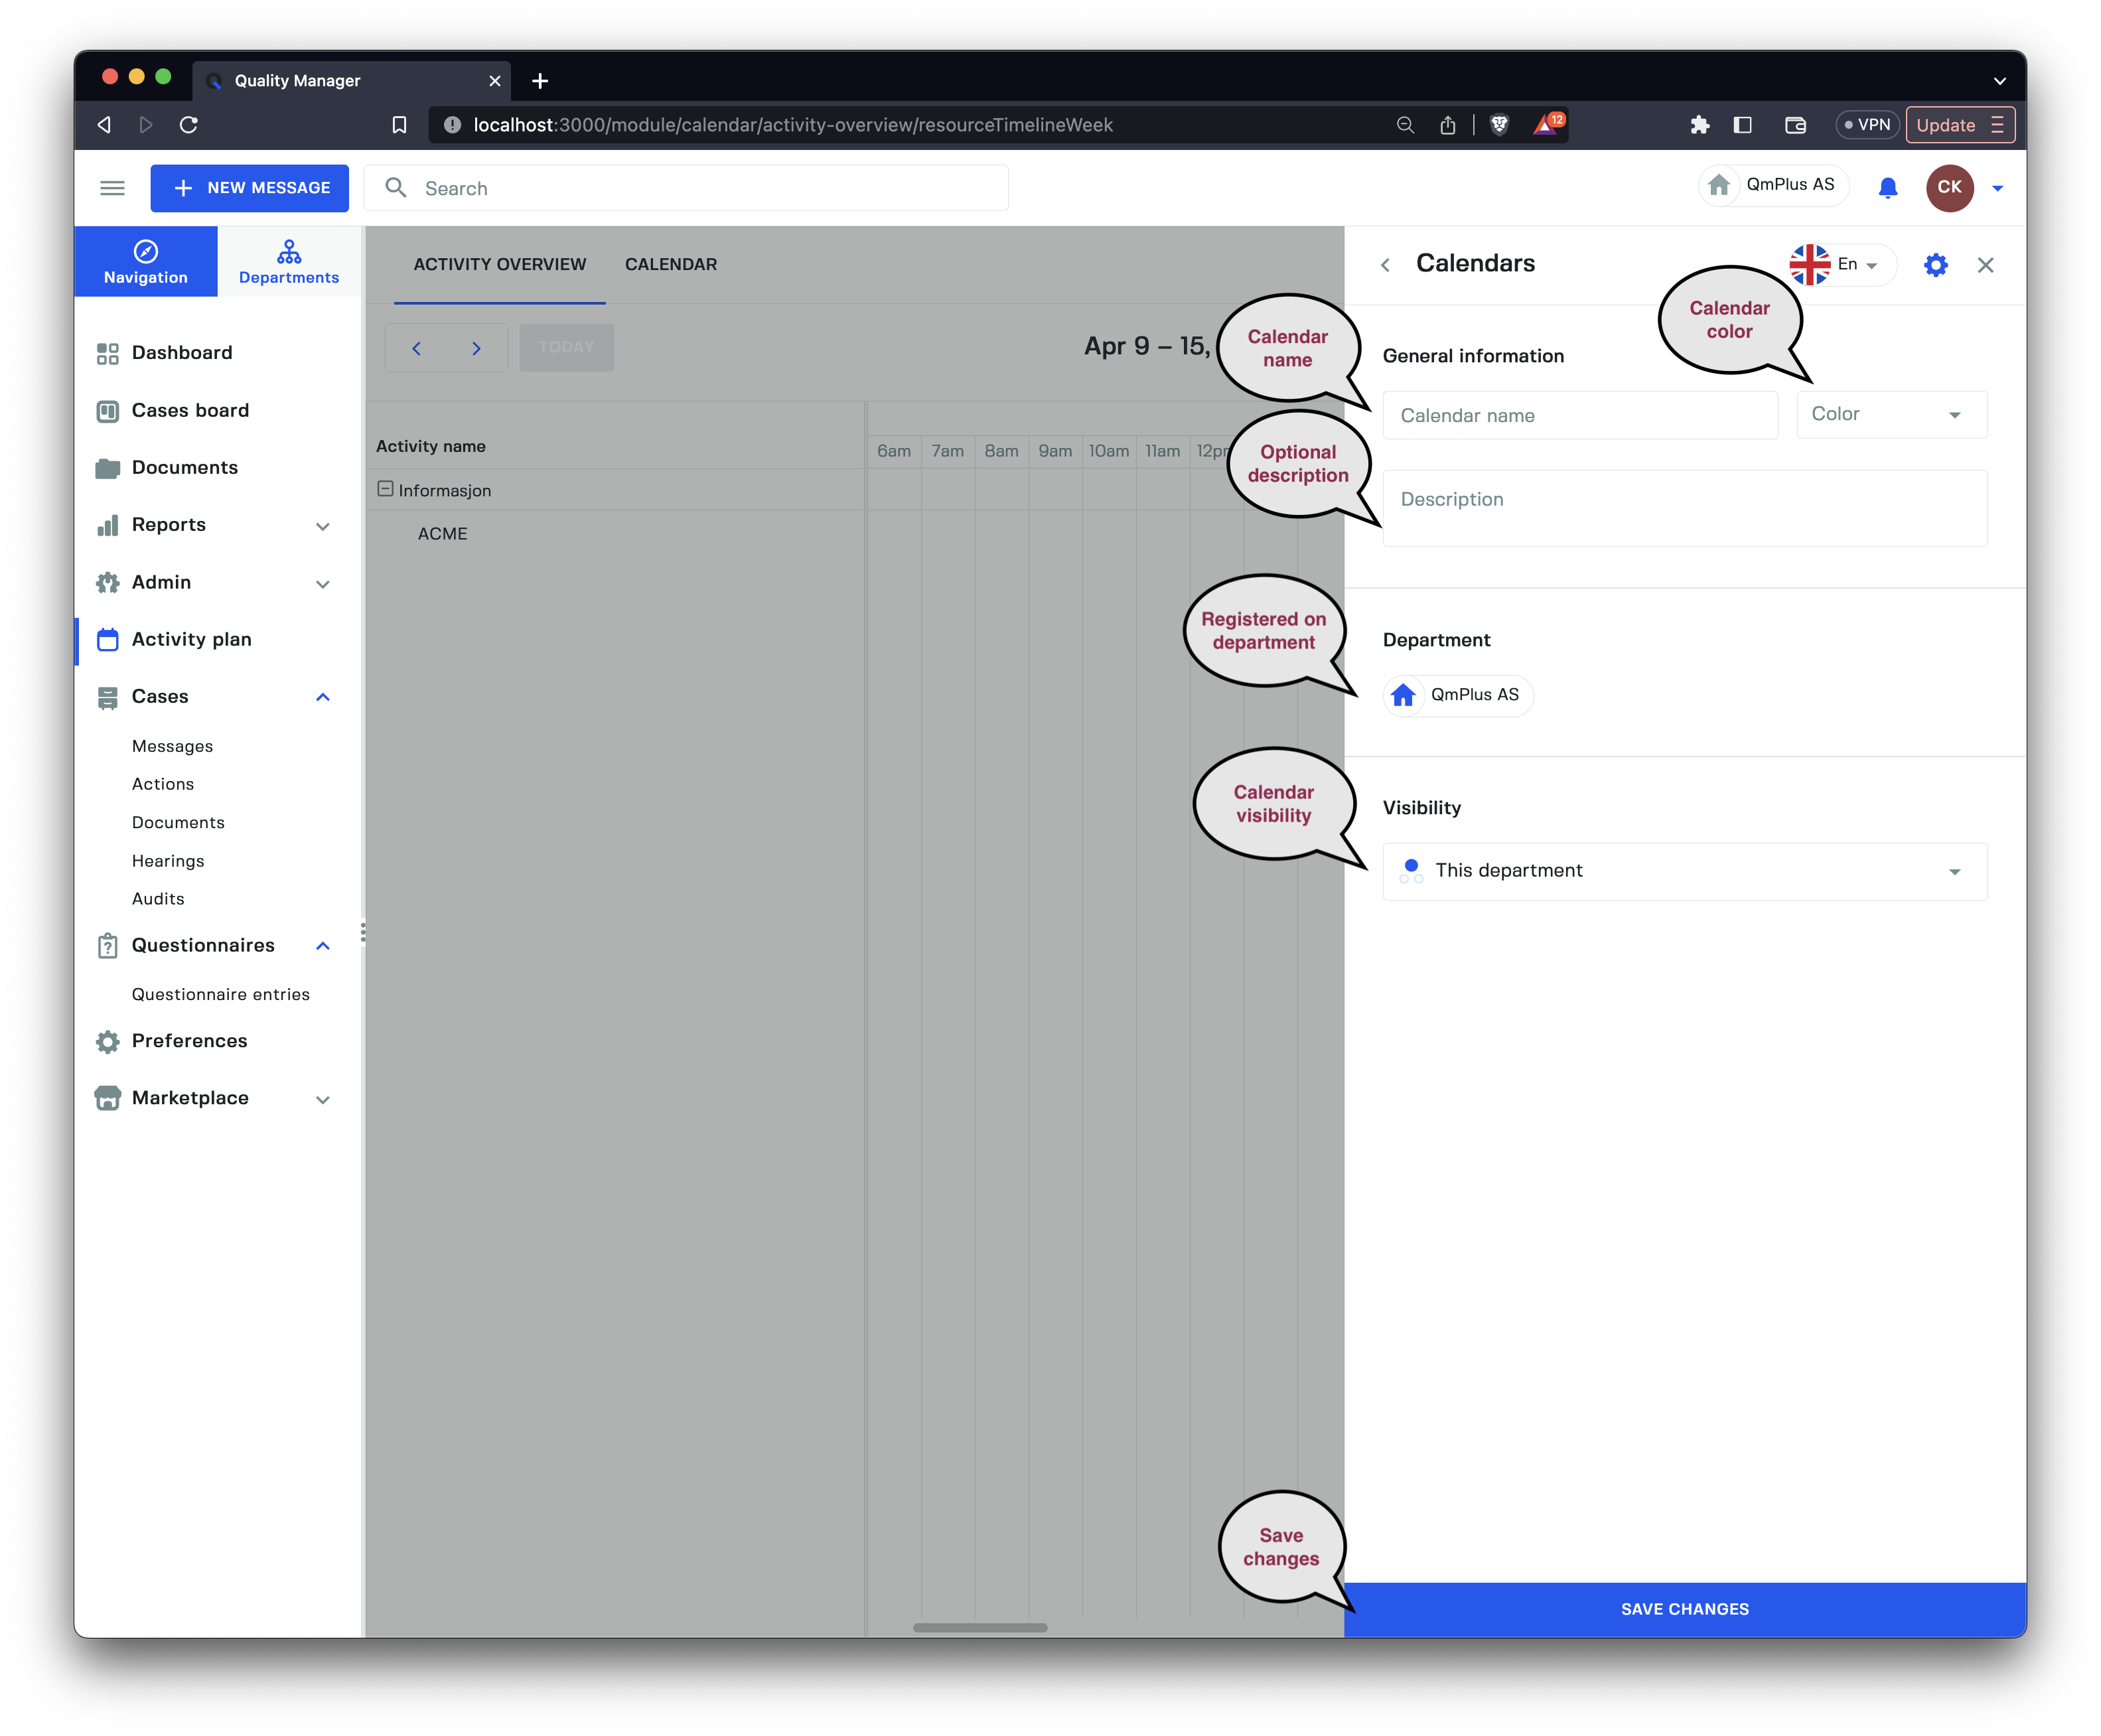 Quality Manager
localhost:3000/module/calendar/activity-overview/resourceTimelineWeek
12
VPN
Update
NEW MESSAGE
Search
QmPlus AS
CK
Navigation
Departments
Dashboard
Cases board
Documents
Reports
Admin
Activity plan
Cases
Messages
Actions
Documents
Hearings
Audits
Questionnaires
Questionnaire entries
Preferences
Marketplace
ACTIVITY OVERVIEW
CALENDAR
TODAY
Apr 9 – 15,
Activity name
6am 7am 8am 9am 10am 11am
Informasjon
ACME
Calendars
En
Calendar
color
Calendar
name
General information
Calendar name
Color
Optional
description
Description
Registered on
department
Department
QmPlus AS
Calendar
visibility
Visibility
This department
Save
changes
SAVE CHANGES